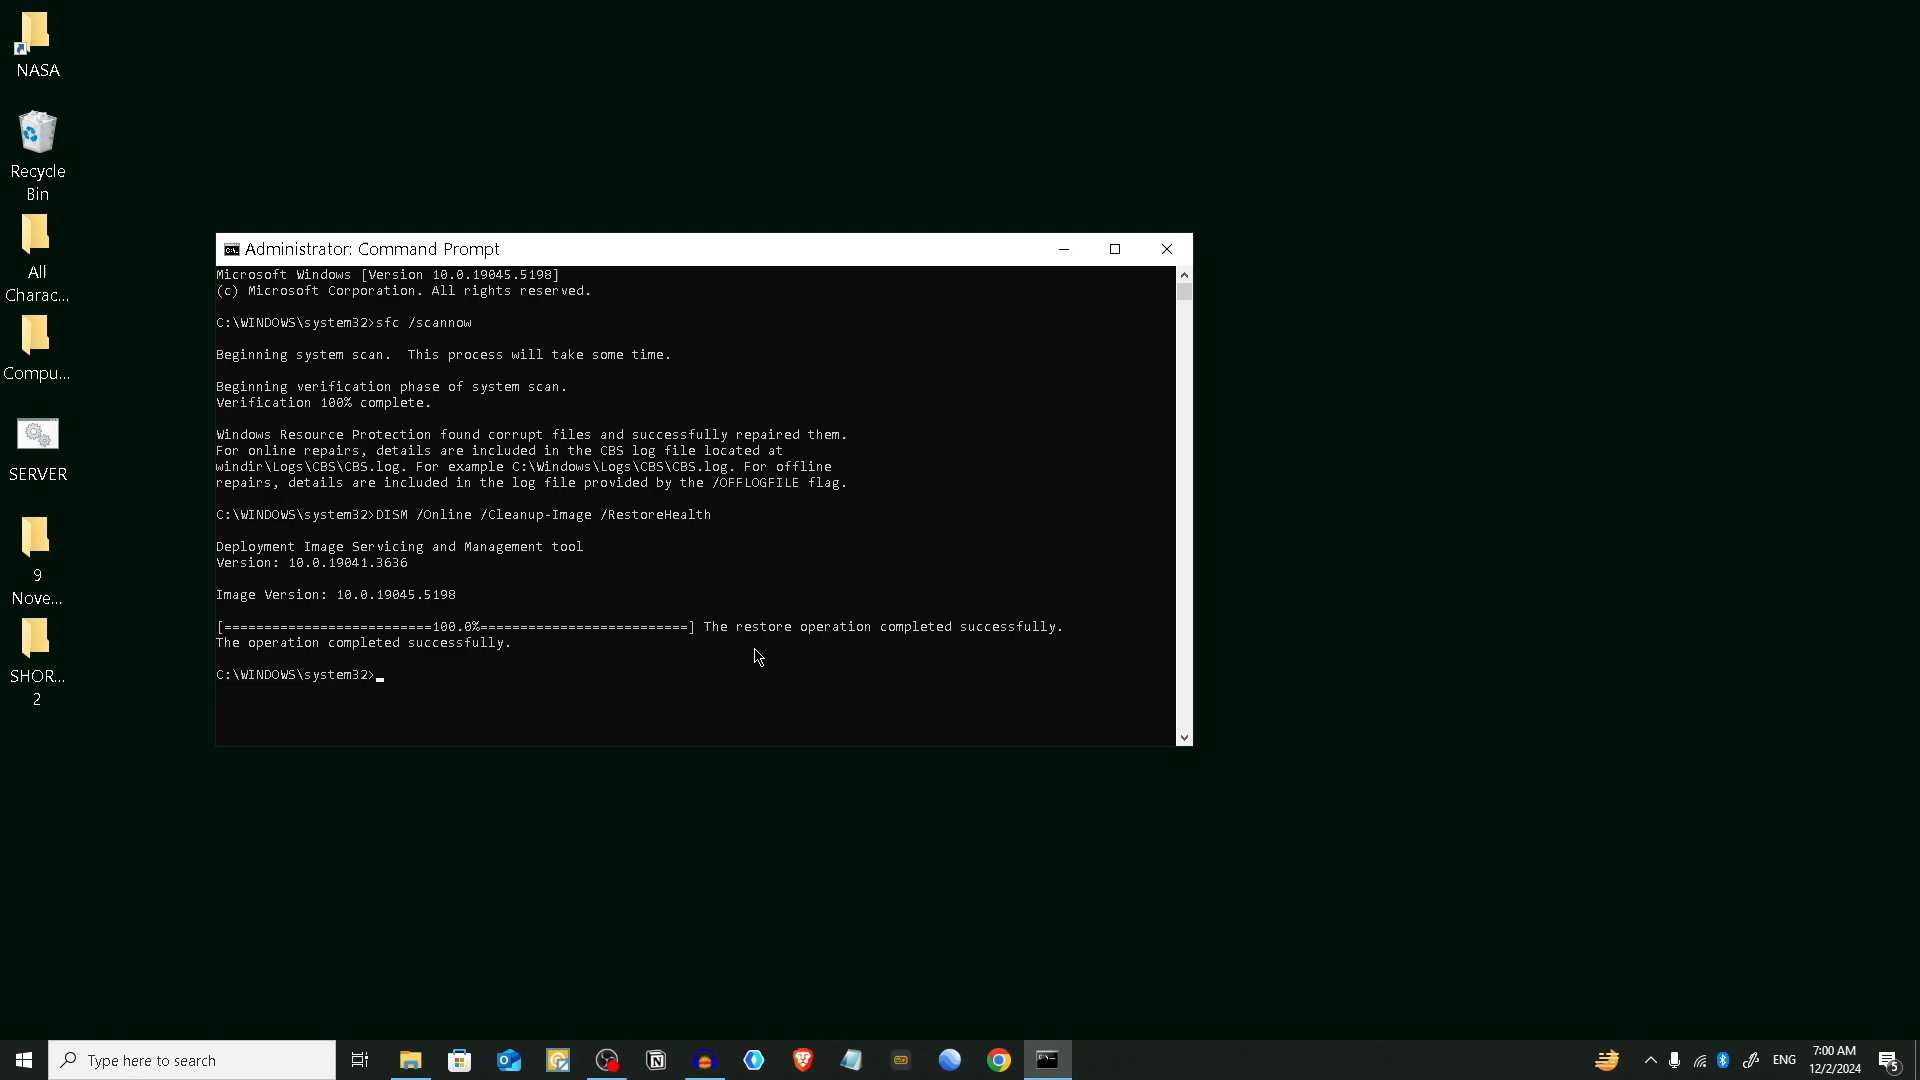 NASA
Recycle
Bin
All
Charac...
Compu...
SERVER
9
Nove...
SHOR...
2
Administrator: Command Prompt
Microsoft Windows [Version 10.0.19045.5198]
(c) Microsoft Corporation. All rights reserved.
C:\WINDOWS\system32>sfc /scannow
Beginning system scan.  This process will take some time.
Beginning verification phase of system scan.
Verification 100% complete.
Windows Resource Protection found corrupt files and successfully repaired them.
For online repairs, details are included in the CBS log file located at
windir\Logs\CBS\CBS.log. For example C:\Windows\Logs\CBS\CBS.log. For offline
repairs, details are included in the log file provided by the /OFFLOGFILE flag.
C:\WINDOWS\system32>DISM /Online /Cleanup-Image /RestoreHealth
Deployment Image Servicing and Management tool
Version: 10.0.19041.3636
Image Version: 10.0.19045.5198
[==========================100.0%==========================] The restore operation completed successfully.
The operation completed successfully.
C:\WINDOWS\system32>
Type here to search
ENG
7:00 AM
12/2/2024
5